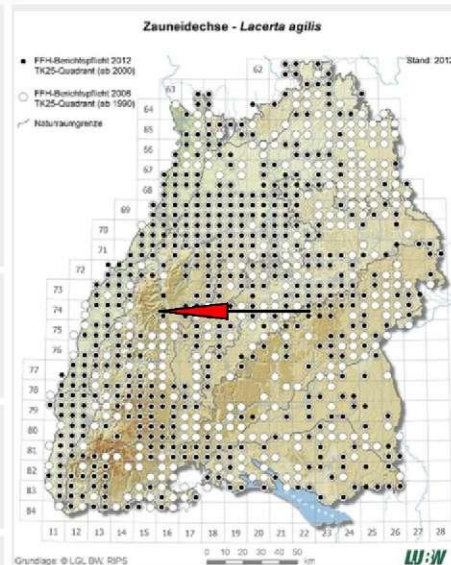 Zauneidechse - Lacerta agilis
FFH-Berichtspflicht 2012
TK25-Quadrant (ab 2000)
FFH-Berichtspflicht 2006
TK25-Quadrant (ab 1990)
Naturraumgrenze
Stand: 2012
62
63
64
65
66
67
68
69
70
71
72
73
74
75
76
77
78
79
80
81
82
83
84
11 12 13 14 15 16 17 18 19 20 21 22 23 24 25 26 27 28
Grundlage: © LGL BW, RIPS
0 10 20 30 40 50
km
LU:W